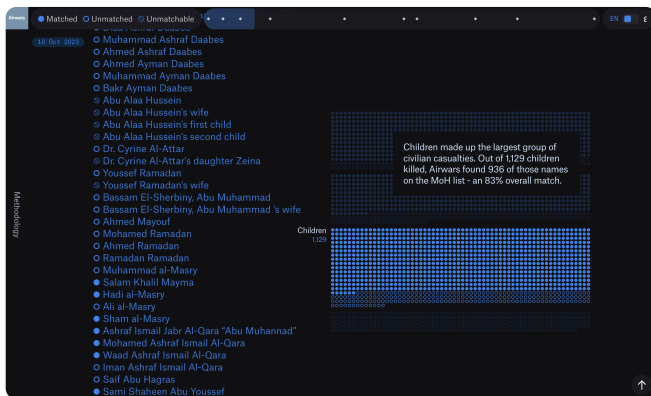 Airwars
Matched
Unmatched
Unmatchable
EN
ع
10 Oct 2023
Diaa Ashraf Daabes
Muhammad Ashraf Daabes
Ahmed Ashraf Daabes
Ahmed Ayman Daabes
Muhammad Ayman Daabes
Bakr Ayman Daabes
Abu Alaa Hussein
Abu Alaa Hussein's wife
Abu Alaa Hussein's first child
Abu Alaa Hussein's second child
Dr. Cyrine Al-Attar
Dr. Cyrine Al-Attar's daughter Zeina
Youssef Ramadan
Youssef Ramadan's wife
Bassam El-Sherbiny, Abu Muhammad
Bassam El-Sherbiny, Abu Muhammad 's wife
Ahmed Mayouf
Mohamed Ramadan
Ahmed Ramadan
Ramadan Ramadan
Muhammad al-Masry
Salam Khalil Mayma
Hadi al-Masry
Ali al-Masry
Sham al-Masry
Ashraf Ismail Jabr Al-Qara "Abu Muhannad"
Mohamed Ashraf Ismail Al-Qara
Waad Ashraf Ismail Al-Qara
Iman Ashraf Ismail Al-Qara
Saif Abu Hagras
Sami Shaheen Abu Youssef
Methodology
Children made up the largest group of
civilian casualties. Out of 1,129 children
killed, Airwars found 936 of those names
on the MoH list - an 83% overall match.
Children
1,129